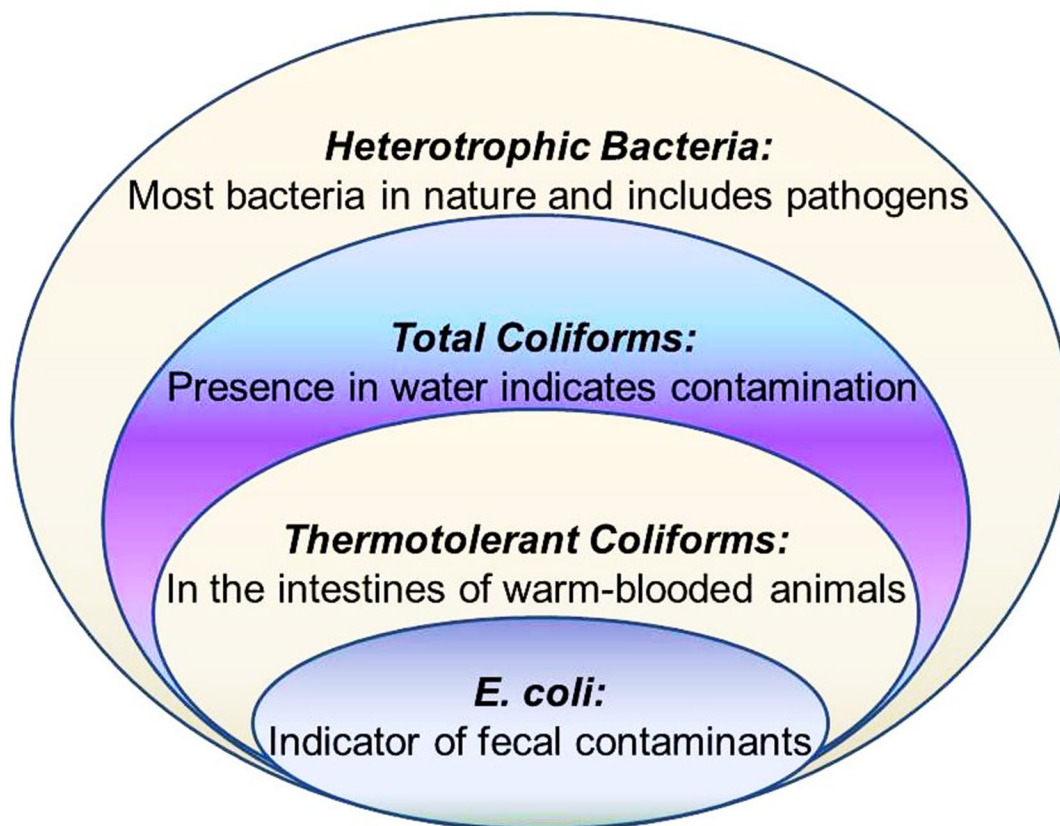 Heterotrophic Bacteria:
Most bacteria in nature and includes pathogens
Total Coliforms:
Presence in water indicates contamination
Thermotolerant Coliforms:
In the intestines of warm-blooded animals
E. coli:
Indicator of fecal contaminants